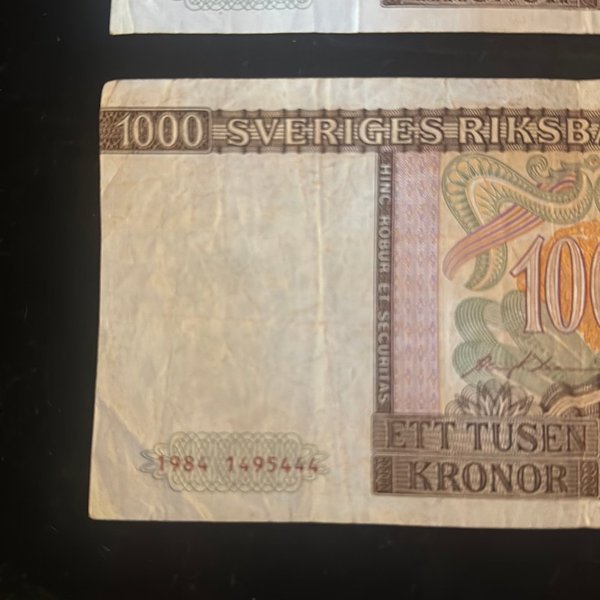 1000 SVERIGES RIKSBA
HINC ROBUR ET SECURITAS
100
ETT TUSEN
KRONOR
1984 1495444